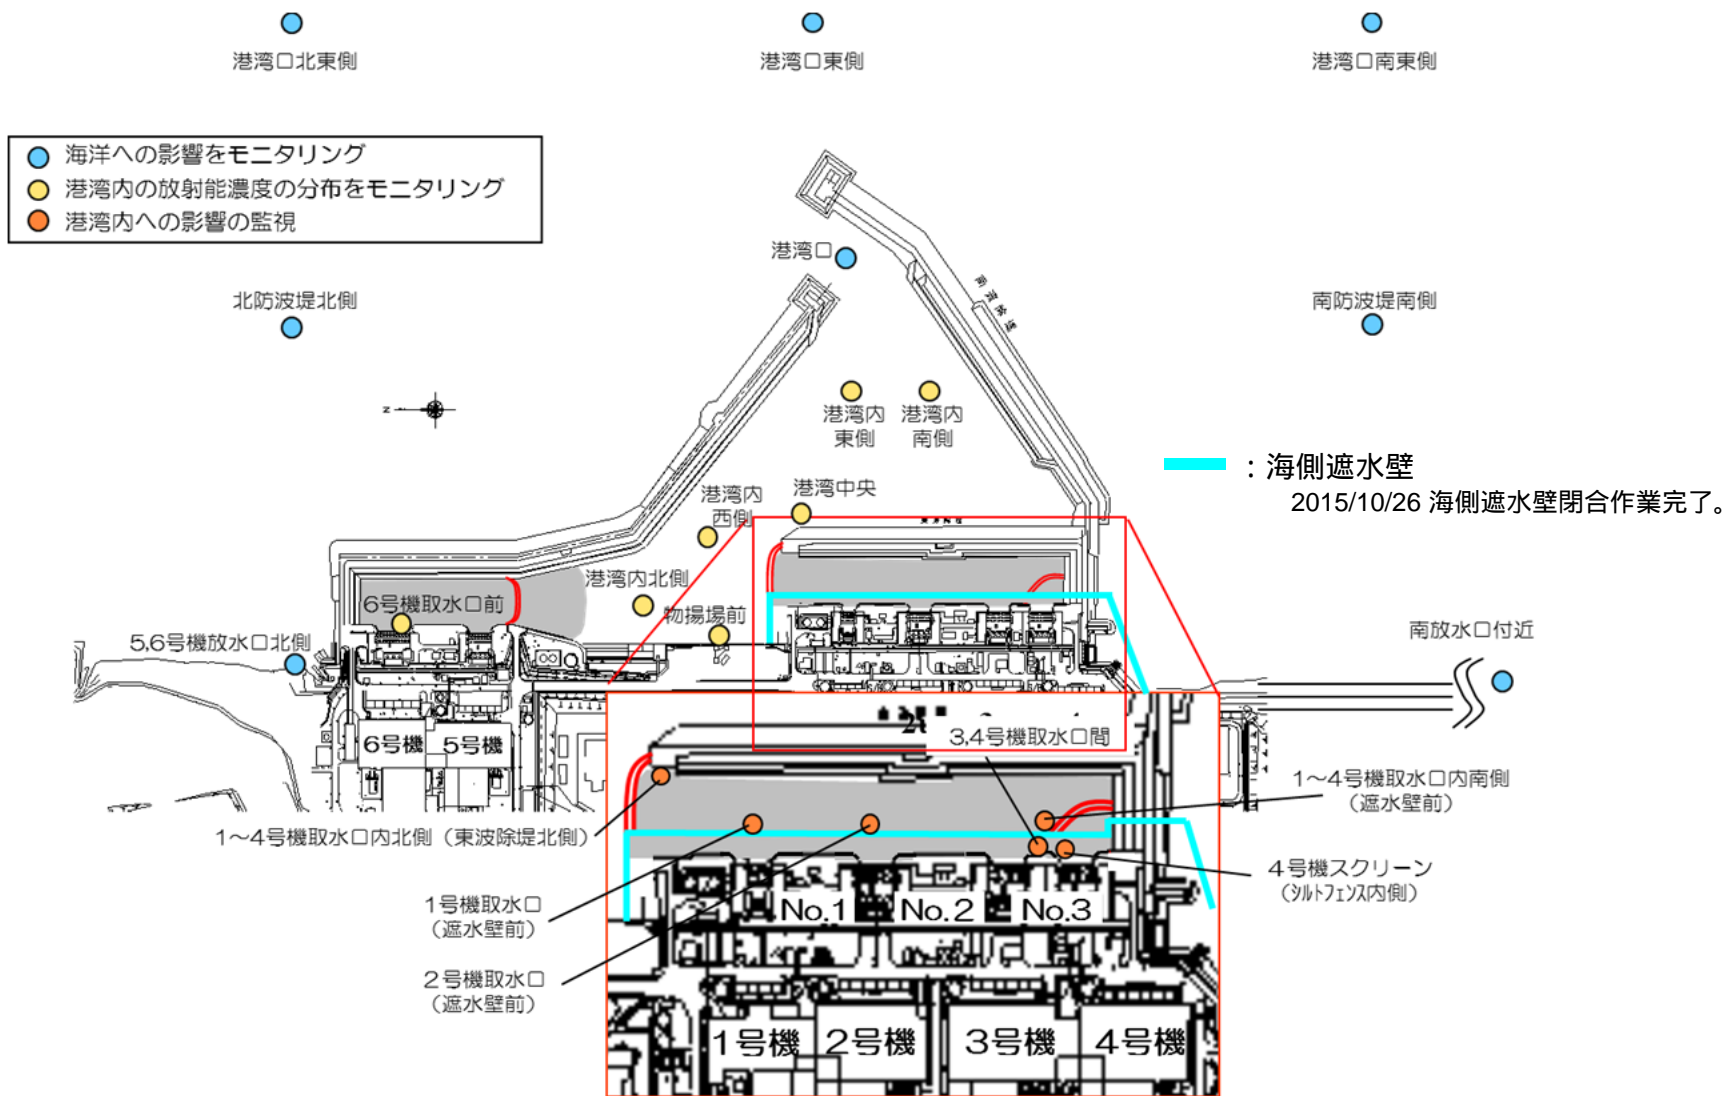 港湾口北東側
港湾口東側
港湾口南東側
海洋への影響をモニタリング
港湾内の放射能濃度の分布をモニタリング
港湾内への影響の監視
港湾口
北防波堤北側
南防波堤南側
N
港湾内
東側
港湾内
南側
：海側遮水壁
2015/10/26 海側遮水壁閉合作業完了。
港湾内
西側
港湾中央
港湾内北側
6号機取水口前
物揚場前
5,6号機放水口北側
南放水口付近
6号機
5号機
3,4号機取水口間
1～4号機取水口内南側
（遮水壁前）
1～4号機取水口内北側（東波除堤北側）
4号機スクリーン
（シルトフェンス内側）
1号機取水口
（遮水壁前）
No.1
No.2
No.3
2号機取水口
（遮水壁前）
1号機
2号機
3号機
4号機